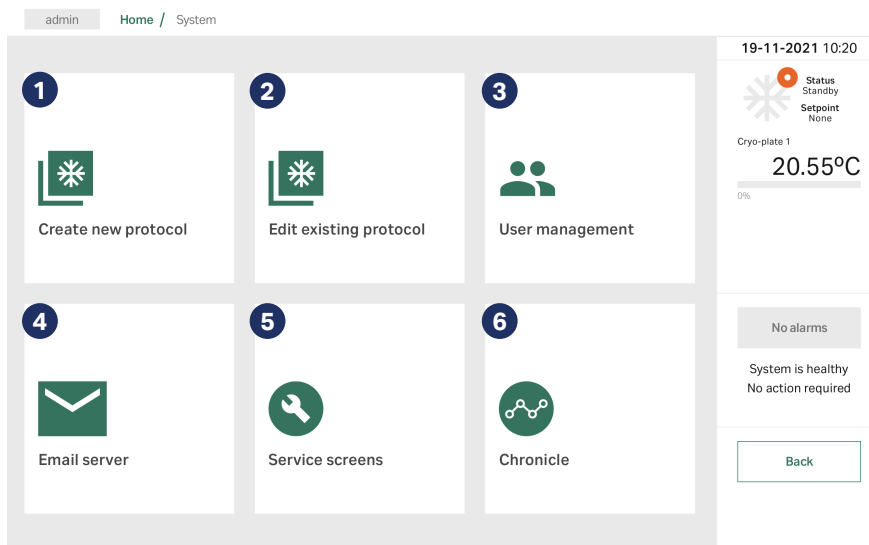 admin Home / System
19-11-2021 10:20
1
Create new protocol
2
Edit existing protocol
3
User management
4
Email server
5
Service screens
6
Chronicle
Status
Standby
Setpoint
None
Cryo-plate 1
20.55ºC
0%
No alarms
System is healthy
No action required
Back